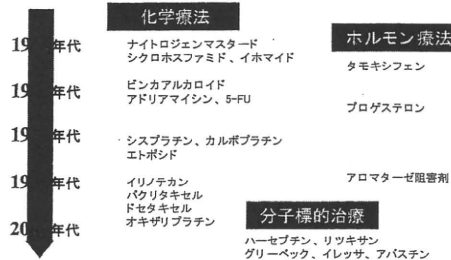 化学療法
ホルモン療法
ナイトロジェンマスタード
シクロホスファミド、イホマイド
タモキシフェン
ビンカアルカロイド
アドリアマイシン、5-FU
プロゲステロン
シスプラチン、カルボプラチン
エトポシド
イリノテカン
パクリタキセル
ドセタキセル
オキザリプラチン
アロマターゼ阻害剤
分子標的治療
ハーセプチン、リツキサン
グリーベック、イレッサ、アバスチン
年代
年代
年代
年代
年代